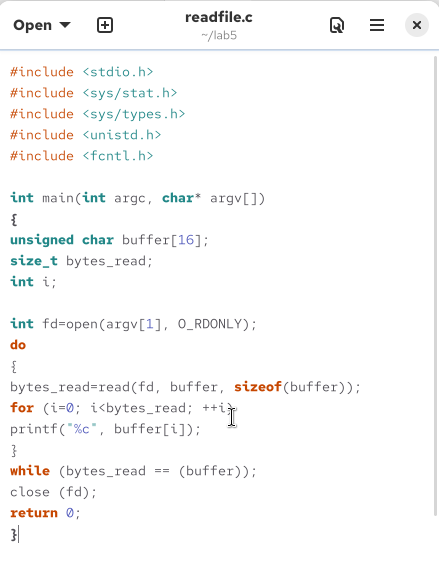 Open
readfile.c
~/lab5
#include <stdio.h>
#include <sys/stat.h>
#include <sys/types.h>
#include <unistd.h>
#include <fcntl.h>
int main(int argc, char* argv[])
{
unsigned char buffer[16];
size_t bytes_read;
int i;
int fd=open(argv[1], O_RDONLY);
do
{
bytes_read=read(fd, buffer, sizeof(buffer));
for (i=0; i<bytes_read; ++i)
printf("%c", buffer[i]);
}
while (bytes_read == (buffer));
close (fd);
return 0;
}